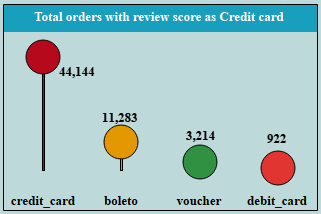 Total orders with review score as Credit card
44,144
11,283
3,214
922
credit_card boleto voucher debit_card